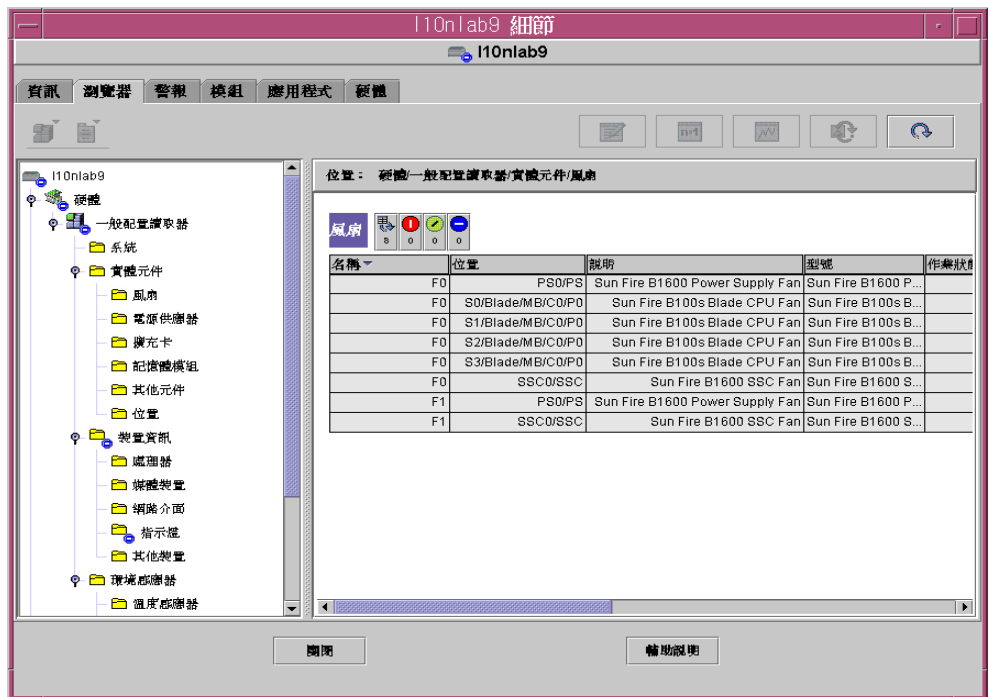 l10nlab9 細節
l10nlab9
資訊 瀏覽器 警報 模組 應用程式 硬體
l10nlab9
硬體
一般配置讀取器
系統
實體元件
風扇
電源供應器
擴充卡
記憶體模組
其他元件
位置
裝置資訊
處理器
媒體裝置
網路介面
指示燈
其他裝置
環境感應器
溫度感應器
位置： 硬體/一般配置讀取器/實體元件/風扇
風扇 8 0 0 0
名稱 位置 說明 型號 作業狀態
F0 PS0/PS Sun Fire B1600 Power Supply Fan Sun Fire B1600 P...
F0 S0/Blade/MB/C0/P0 Sun Fire B100s Blade CPU Fan Sun Fire B100s B...
F0 S1/Blade/MB/C0/P0 Sun Fire B100s Blade CPU Fan Sun Fire B100s B...
F0 S2/Blade/MB/C0/P0 Sun Fire B100s Blade CPU Fan Sun Fire B100s B...
F0 S3/Blade/MB/C0/P0 Sun Fire B100s Blade CPU Fan Sun Fire B100s B...
F0 SSC0/SSC Sun Fire B1600 SSC Fan Sun Fire B1600 S...
F1 PS0/PS Sun Fire B1600 Power Supply Fan Sun Fire B1600 P...
F1 SSC0/SSC Sun Fire B1600 SSC Fan Sun Fire B1600 S...
關閉 輔助說明